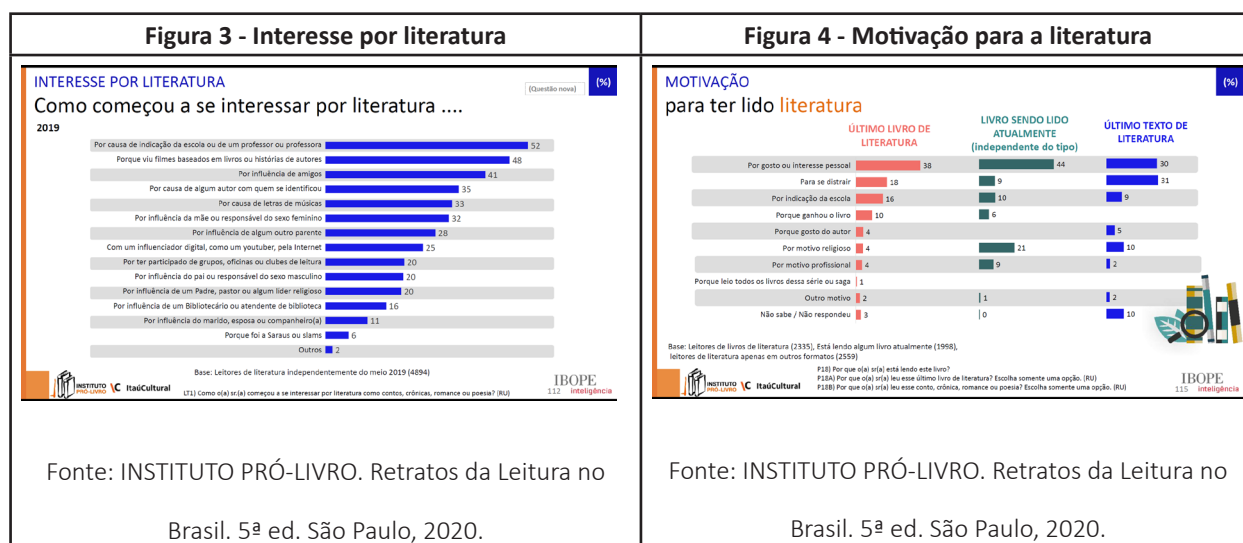 Figura 3 - Interesse por literatura
INTERESSE POR LITERATURA
(Questão nova)
(%)
Como começou a se interessar por literatura ....
2019
Por causa de indicação da escola ou de um professor ou professora 52
Porque viu filmes baseados em livros ou histórias de autores 48
Por influência de amigos 41
Por causa de algum autor com quem se identificou 35
Por causa de letras de músicas 33
Por influência da mãe ou responsável do sexo feminino 32
Por influência de algum outro parente 28
Com um influenciador digital, como um youtuber, pela Internet 25
Por ter participado de grupos, oficinas ou clubes de leitura 20
Por influência do pai ou responsável do sexo masculino 20
Por influência de um Padre, pastor ou algum líder religioso 20
Por influência de um Bibliotecário ou atendente de biblioteca 16
Por influência do marido, esposa ou companheiro(a) 11
Porque foi a Saraus ou slams 6
Outros 2
Base: Leitores de literatura independentemente do meio 2019 (4894)
INSTITUTO PRÓ-LIVRO
ItaúCultural
LT1) Como o(a) sr.(a) começou a se interessar por literatura como contos, crônicas, romance ou poesia? (RU)
IBOPE
112 inteligência
Fonte: INSTITUTO PRÓ-LIVRO. Retratos da Leitura no
Brasil. 5ª ed. São Paulo, 2020.
Figura 4 - Motivação para a literatura
MOTIVAÇÃO
(%)
para ter lido literatura
ÚLTIMO LIVRO DE
LITERATURA
LIVRO SENDO LIDO
ATUALMENTE
(independente do tipo)
ÚLTIMO TEXTO DE
LITERATURA
Por gosto ou interesse pessoal 38 44 30
Para se distrair 18 9 31
Por indicação da escola 16 10 9
Porque ganhou o livro 10 6
Porque gosto do autor 4 5
Por motivo religioso 4 21 10
Por motivo profissional 4 9 2
Porque leio todos os livros dessa série ou saga 1
Outro motivo 2 1 2
Não sabe / Não respondeu 3 0 10
Base: Leitores de livros de literatura (2335), Está lendo algum livro atualmente (1998),
leitores de literatura apenas em outros formatos (2559)
INSTITUTO PRÓ-LIVRO
ItaúCultural
P18) Por que o(a) sr(a) está lendo este livro?
P18A) Por que o(a) sr(a) leu esse último livro de literatura? Escolha somente uma opção. (RU)
P18B) Por que o(a) sr(a) leu esse conto, crônica, romance ou poesia? Escolha somente uma opção. (RU)
IBOPE
115 inteligência
Fonte: INSTITUTO PRÓ-LIVRO. Retratos da Leitura no
Brasil. 5ª ed. São Paulo, 2020.